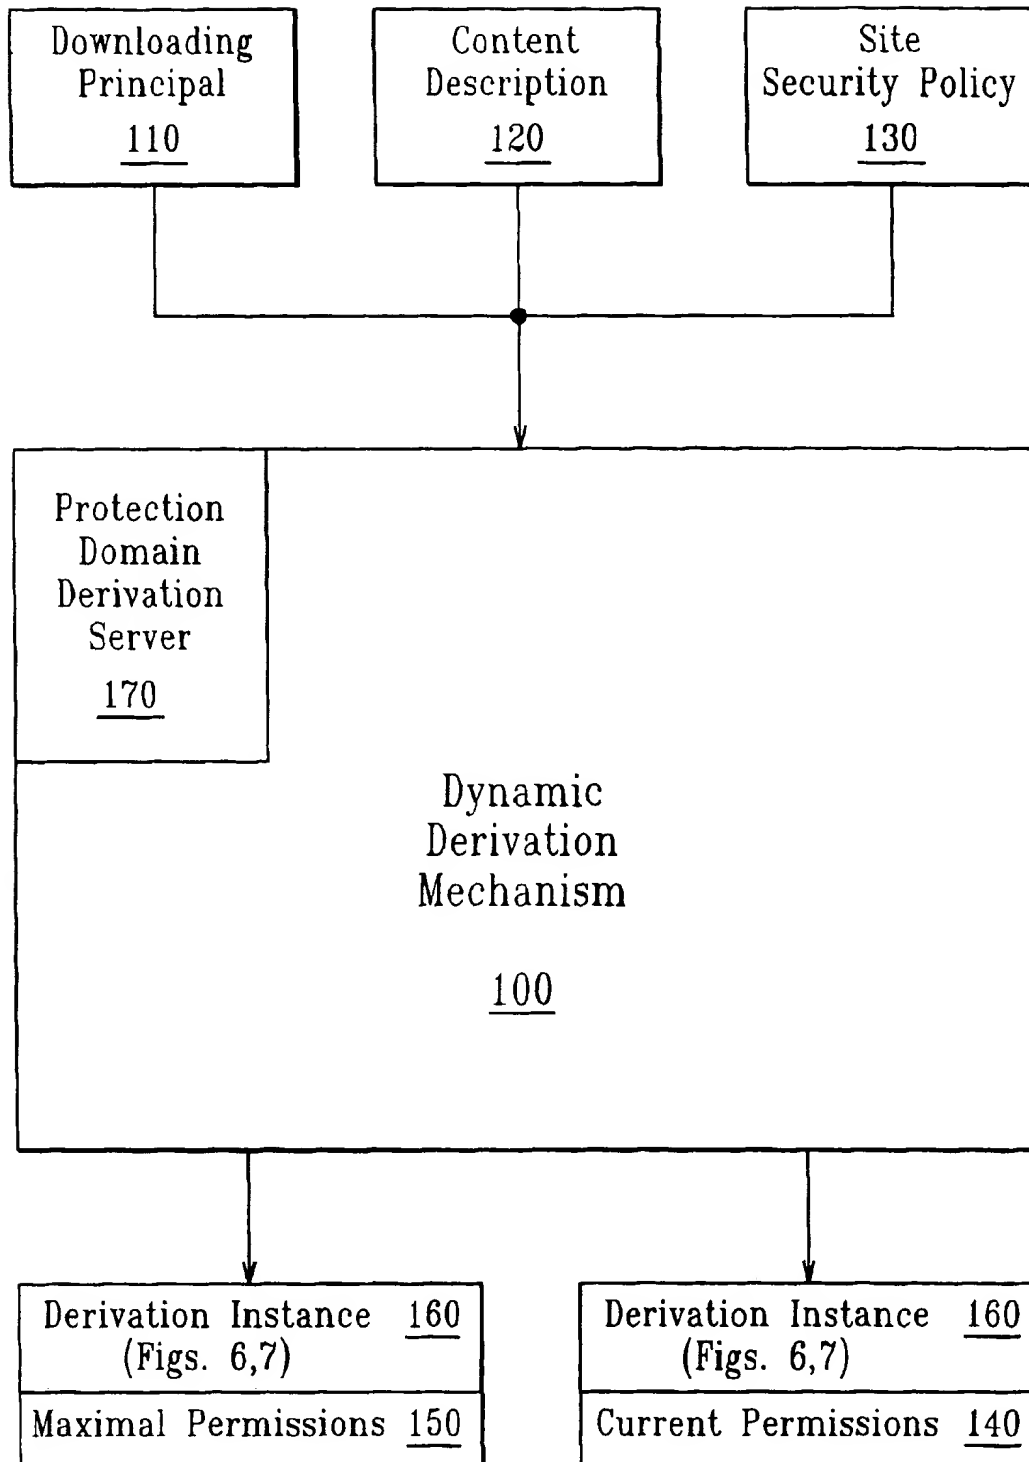 Downloading
Principal
110
Content
Description
120
Site
Security Policy
130
Protection
Domain
Derivation
Server
170
Dynamic
Derivation
Mechanism
100
Derivation Instance 160
(Figs. 6,7)
Maximal Permissions 150
Derivation Instance 160
(Figs. 6,7)
Current Permissions 140